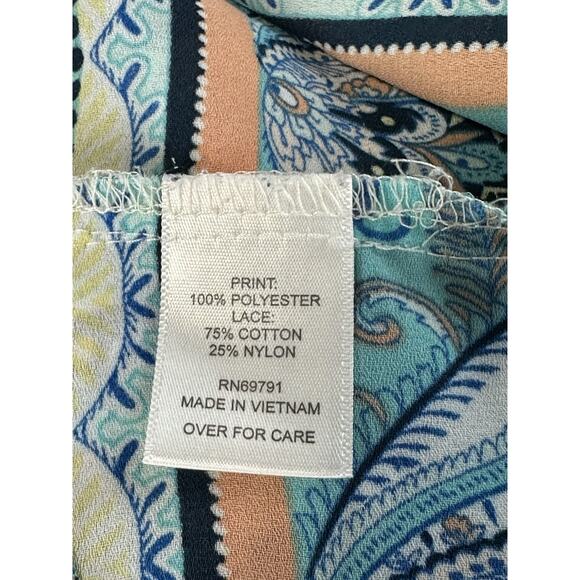 PRINT:
100% POLYESTER
LACE:
75% COTTON
25% NYLON
RN69791
MADE IN VIETNAM
OVER FOR CARE